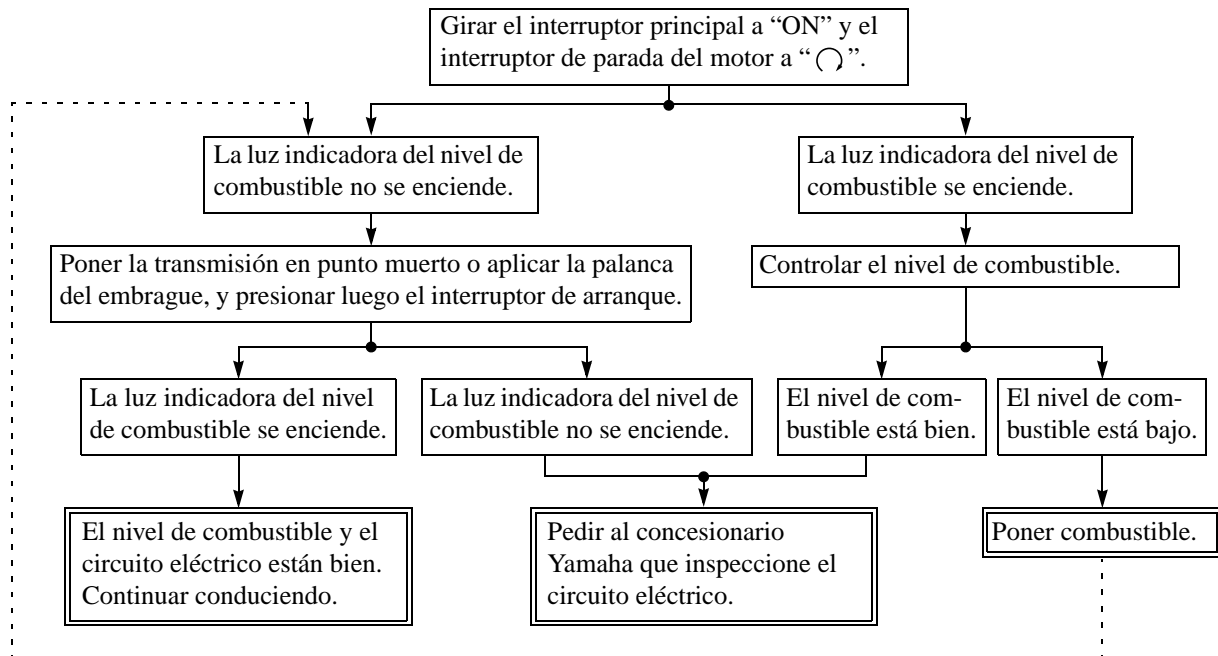 Girar el interruptor principal a “ON” y el
interruptor de parada del motor a “ ”.
La luz indicadora del nivel de
combustible no se enciende.
La luz indicadora del nivel de
combustible se enciende.
Poner la transmisión en punto muerto o aplicar la palanca
del embrague, y presionar luego el interruptor de arranque.
Controlar el nivel de combustible.
La luz indicadora del nivel
de combustible se enciende.
La luz indicadora del nivel de
combustible no se enciende.
El nivel de com-
bustible está bien.
El nivel de com-
bustible está bajo.
El nivel de combustible y el
circuito eléctrico están bien.
Continuar conduciendo.
Pedir al concesionario
Yamaha que inspeccione el
circuito eléctrico.
Poner combustible.